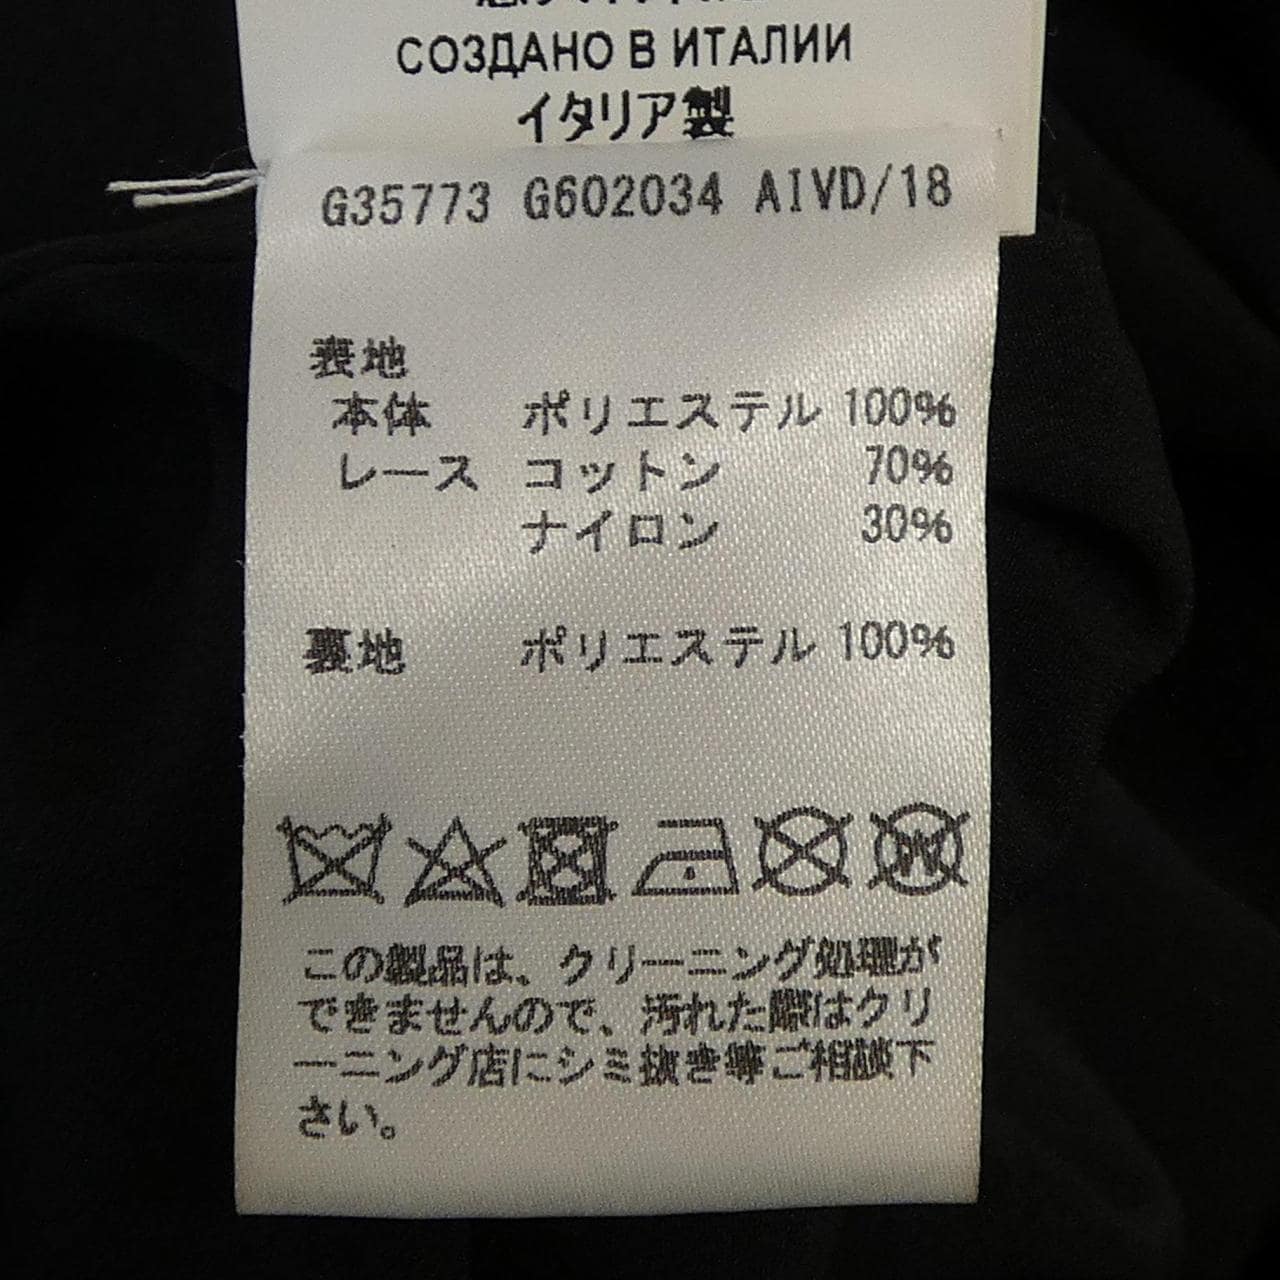 СОЗДАНО В ИТАЛИИ
イタリア製
G35773 G602034 AIVD/18
表地
本体 ポリエステル 100%
レース コットン 70%
ナイロン 30%
裏地 ポリエステル 100%
W
この製品は、クリーニング処理が
できませんので、汚れた際はクリ
ーニング店にシミ抜き等ご相談下
さい。